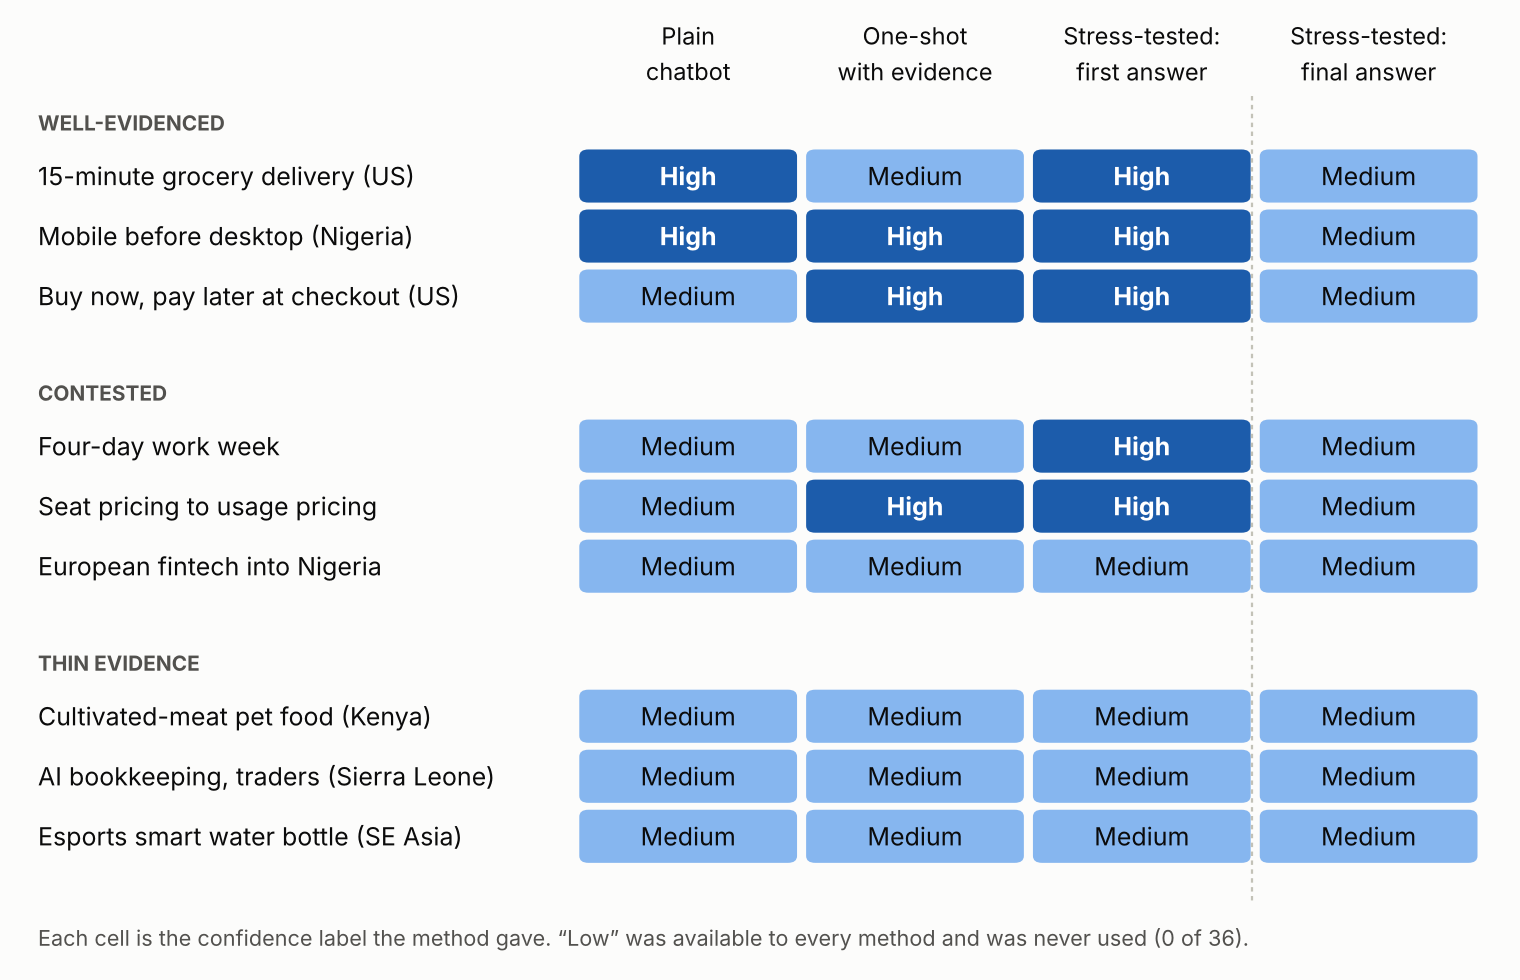 Plain chatbot
One-shot with evidence
Stress-tested: first answer
Stress-tested: final answer
WELL-EVIDENCED
15-minute grocery delivery (US) High Medium High Medium
Mobile before desktop (Nigeria) High High High Medium
Buy now, pay later at checkout (US) Medium High High Medium
CONTESTED
Four-day work week Medium Medium High Medium
Seat pricing to usage pricing Medium High High Medium
European fintech into Nigeria Medium Medium Medium Medium
THIN EVIDENCE
Cultivated-meat pet food (Kenya) Medium Medium Medium Medium
AI bookkeeping, traders (Sierra Leone) Medium Medium Medium Medium
Esports smart water bottle (SE Asia) Medium Medium Medium Medium
Each cell is the confidence label the method gave. “Low” was available to every method and was never used (0 of 36).